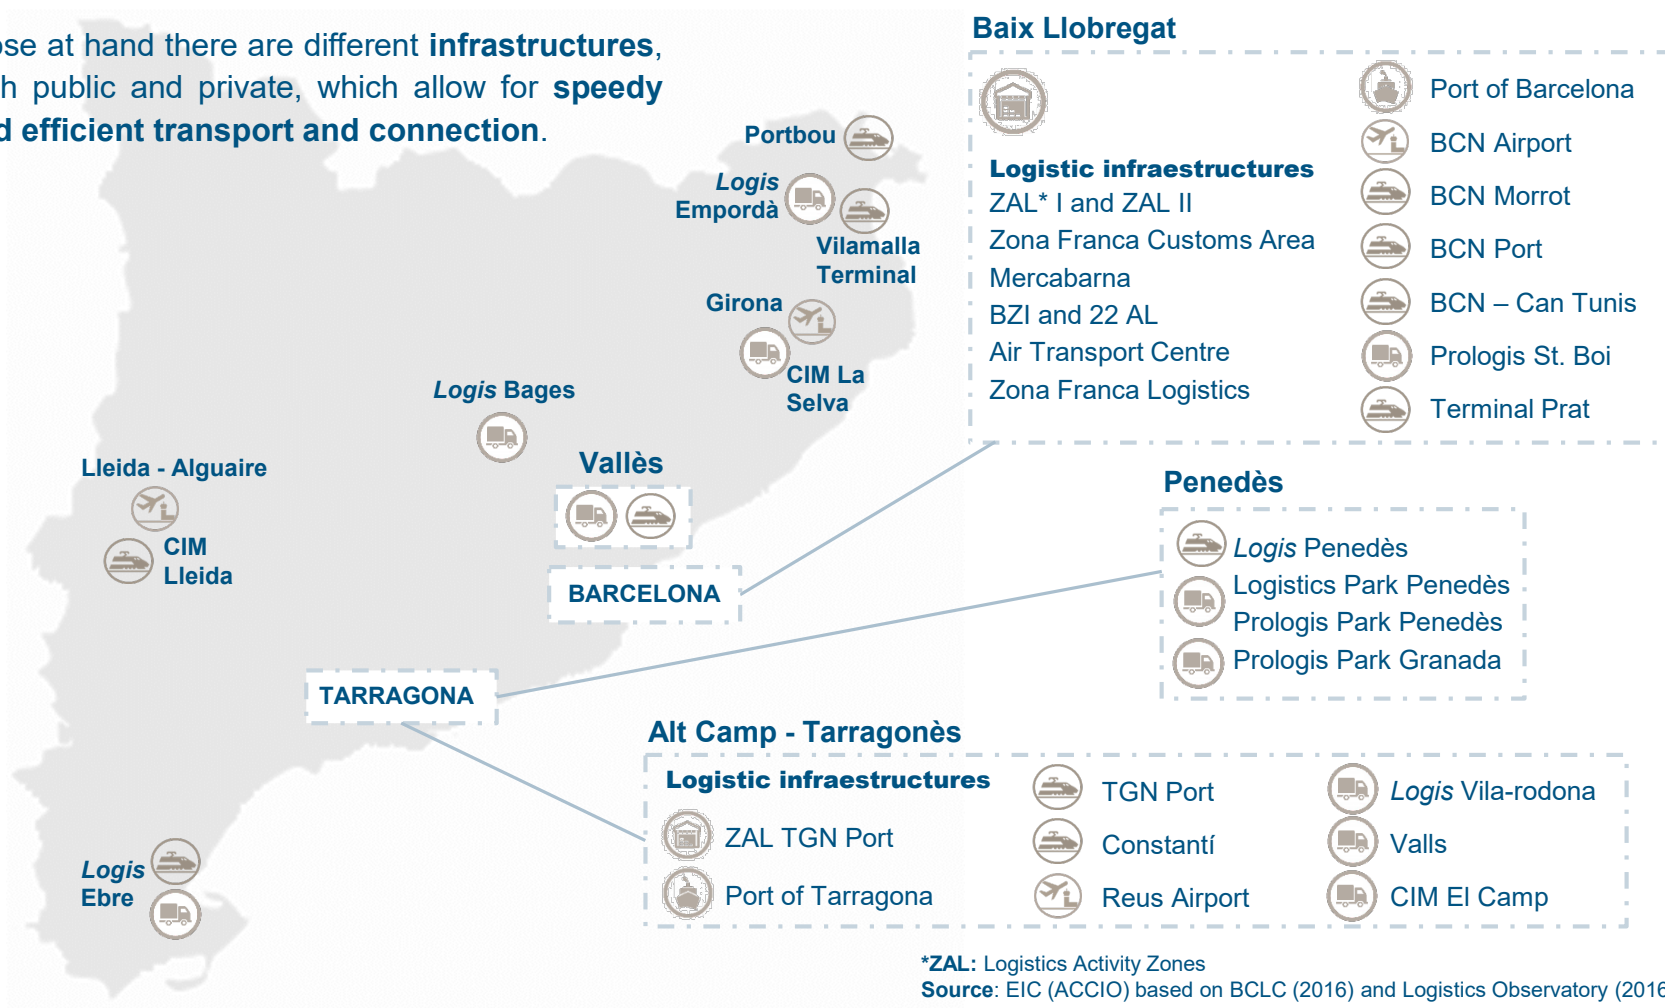 ose at hand there are different infrastructures,
h public and private, which allow for speedy
d efficient transport and connection.
Portbou
Logis
Empordà
Vilamalla
Terminal
Girona
CIM La
Selva
Logis Bages
Vallès
Lleida - Alguaire
CIM
Lleida
BARCELONA
TARRAGONA
Logis
Ebre
Baix Llobregat
Logistic infraestructures
ZAL* I and ZAL II
Zona Franca Customs Area
Mercabarna
BZI and 22 AL
Air Transport Centre
Zona Franca Logistics
Port of Barcelona
BCN Airport
BCN Morrot
BCN Port
BCN – Can Tunis
Prologis St. Boi
Terminal Prat
Penedès
Logis Penedès
Logistics Park Penedès
Prologis Park Penedès
Prologis Park Granada
Alt Camp - Tarragonès
Logistic infraestructures
ZAL TGN Port
Port of Tarragona
TGN Port
Constantí
Reus Airport
Logis Vila-rodona
Valls
CIM El Camp
*ZAL: Logistics Activity Zones
Source: EIC (ACCIO) based on BCLC (2016) and Logistics Observatory (2016